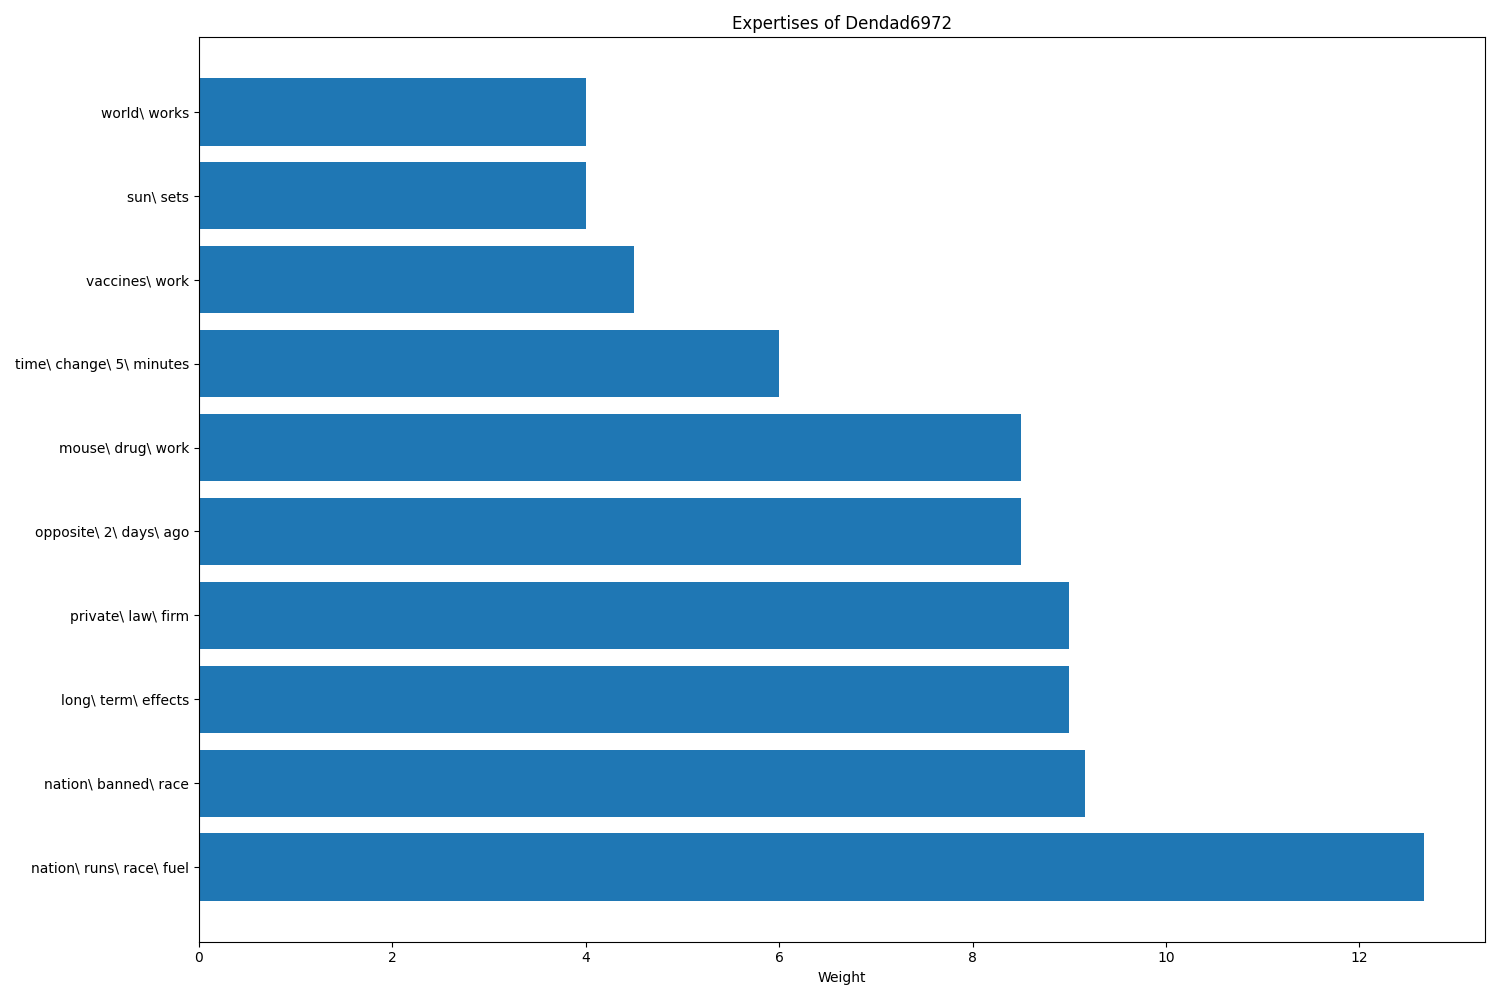 Expertises of Dendad6972
world\ works
sun\ sets
vaccines\ work
time\ change\ 5\ minutes
mouse\ drug\ work
opposite\ 2\ days\ ago
private\ law\ firm
long\ term\ effects
nation\ banned\ race
nation\ runs\ race\ fuel
0 2 4 6 8 10 12
Weight